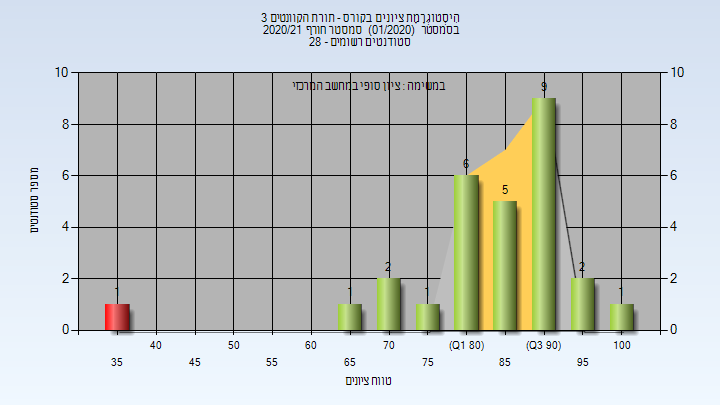 היסטוגרמת ציונים בקורס - תורת הקוונטים 3
בסמסטר (01/2020) סמסטר חורף 2020/21
סטודנטים רשומים - 28
במשימה : ציון סופי במחשב המרכזי
מספר סטודנטים
10 10
8 8
6 6
4 4
2 2
0 0
1 1 2 1 6 5 9 2 1
40 50 60 70 (Q1 80) (Q3 90) 100
35 45 55 65 75 85 95
טווח ציונים